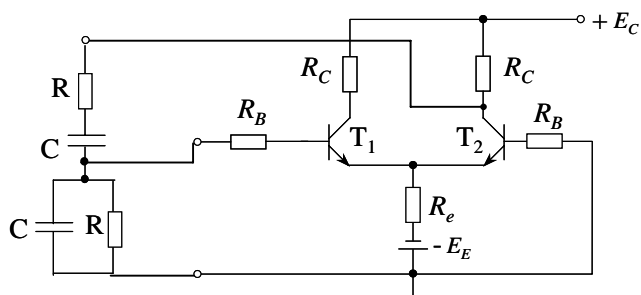 + E_C
R_C
R_C
R
R_B
R_B
C
T_1
T_2
C
R
R_e
- E_E